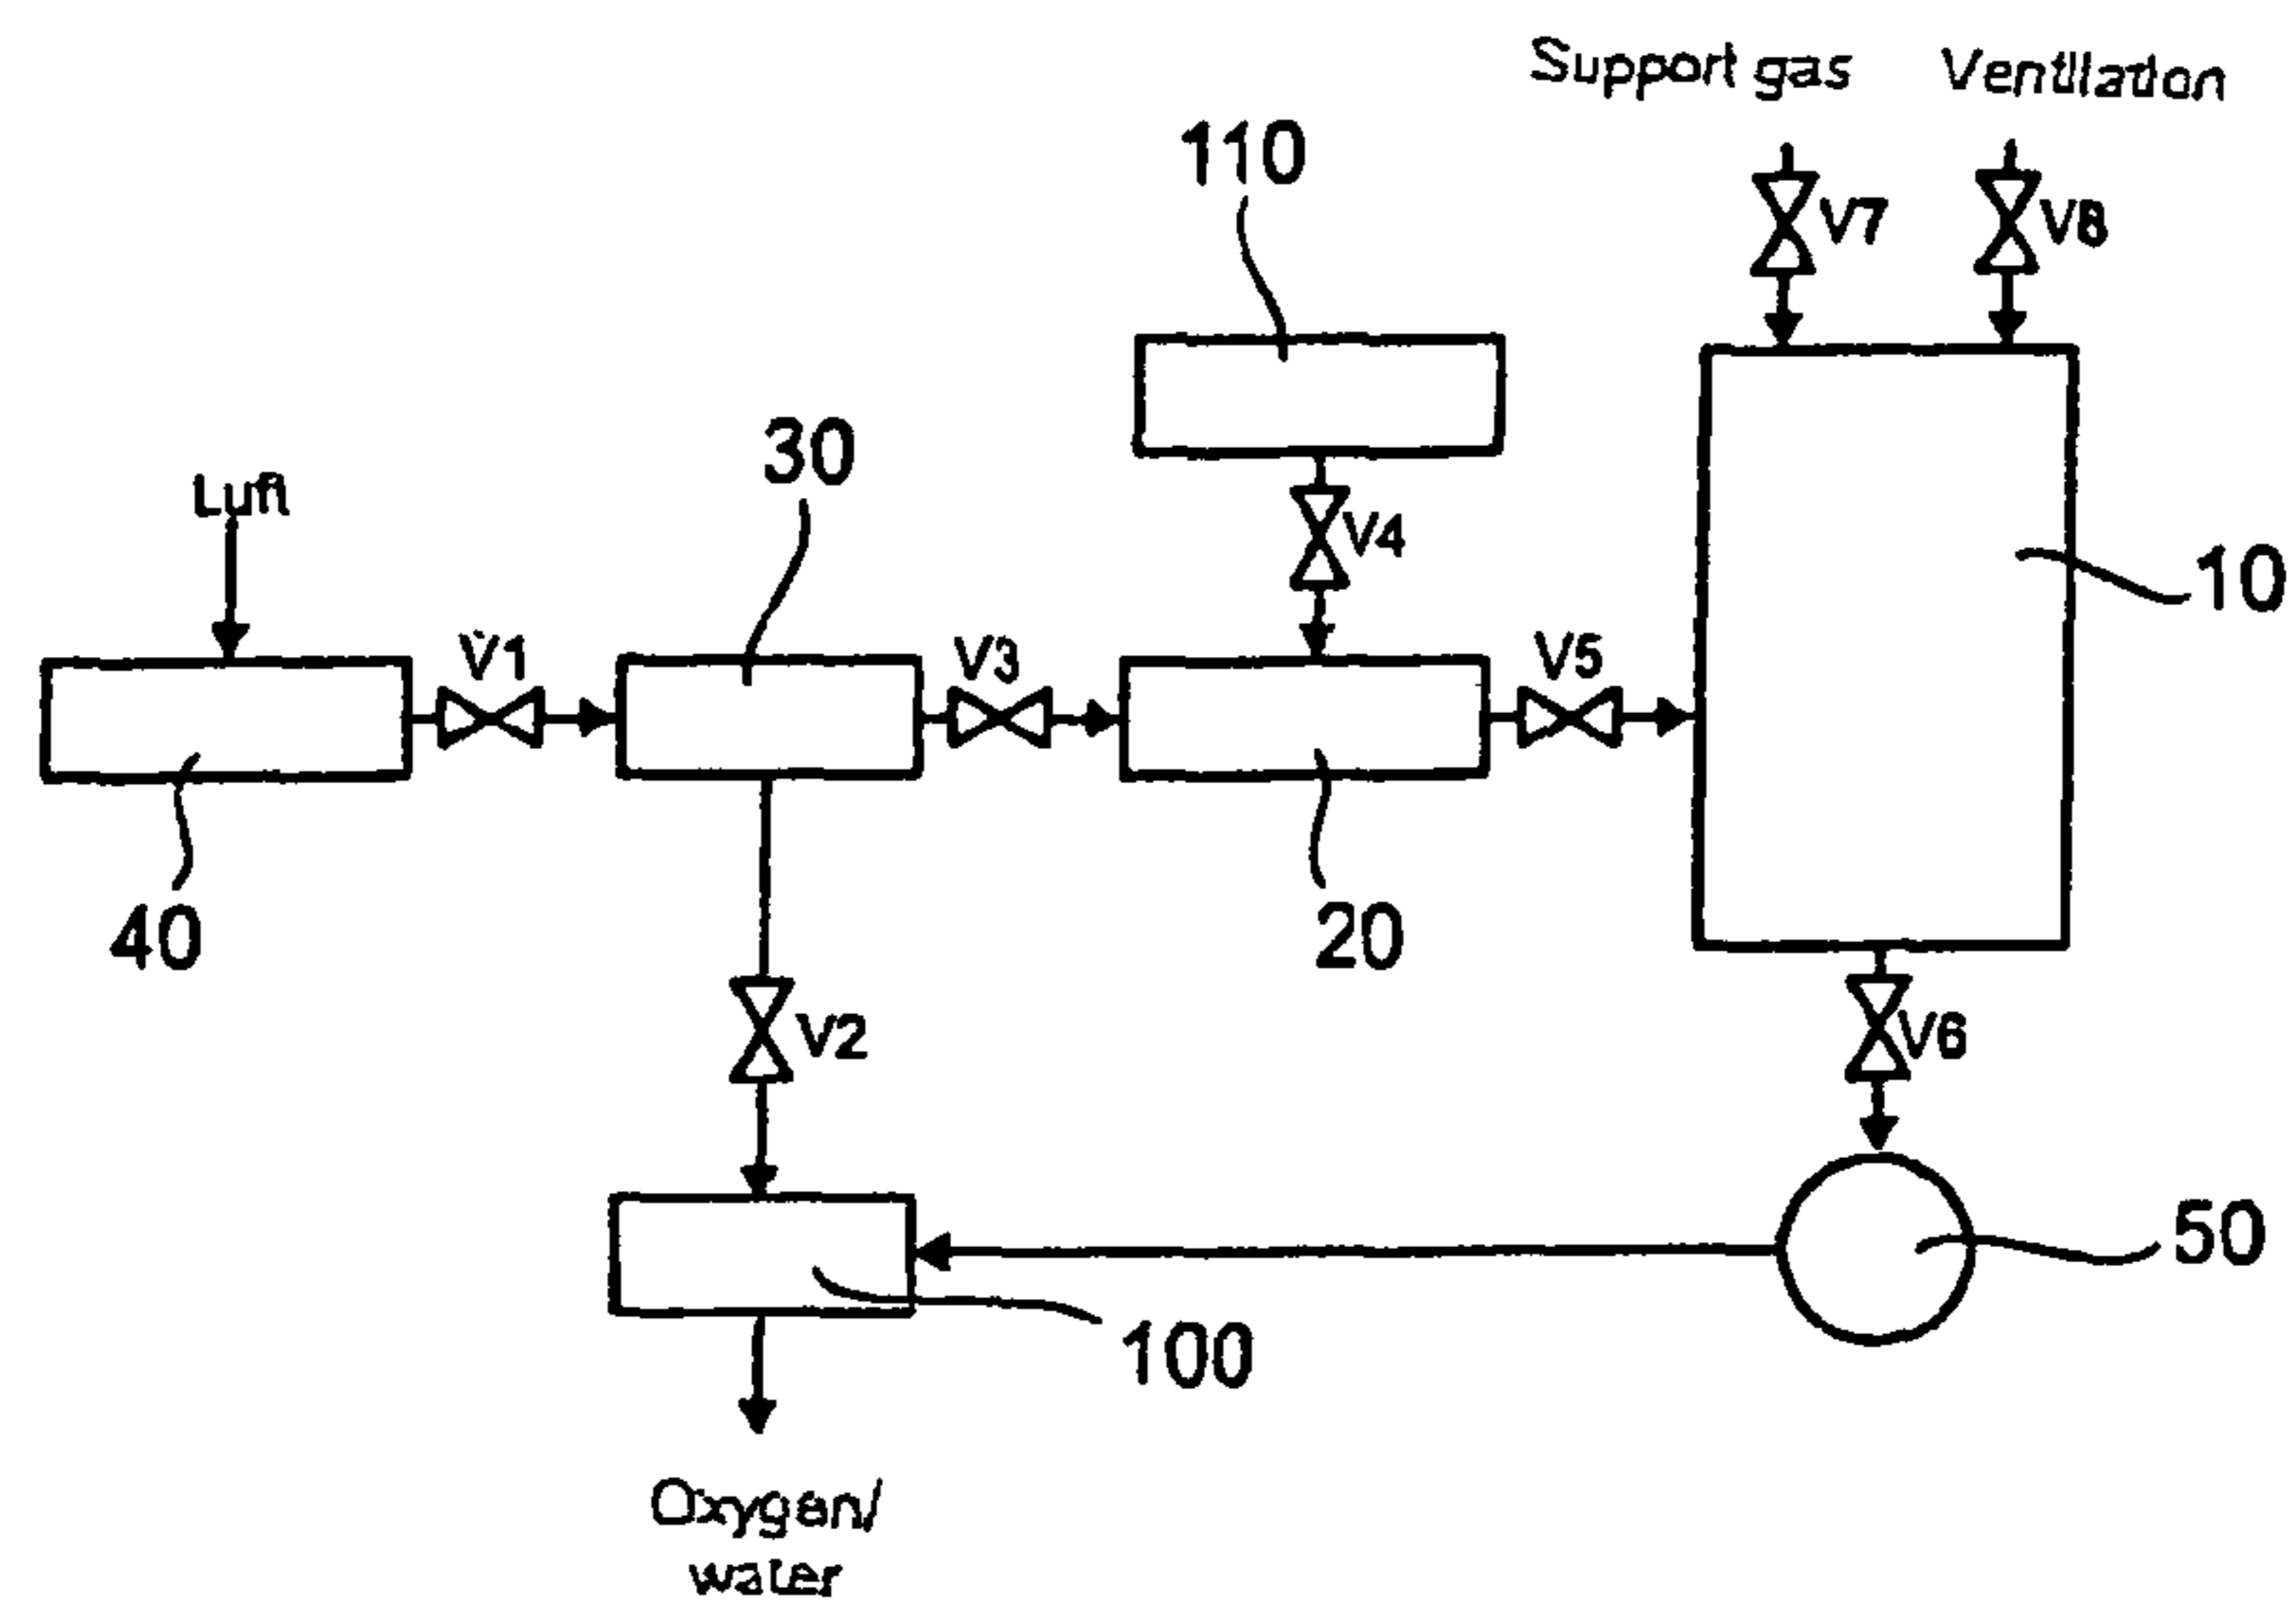 Support gas
Ventilation
110
V7
V8
30
V4
Luft
10
V1
V3
V5
40
20
V2
V6
50
100
Oxygen/
water